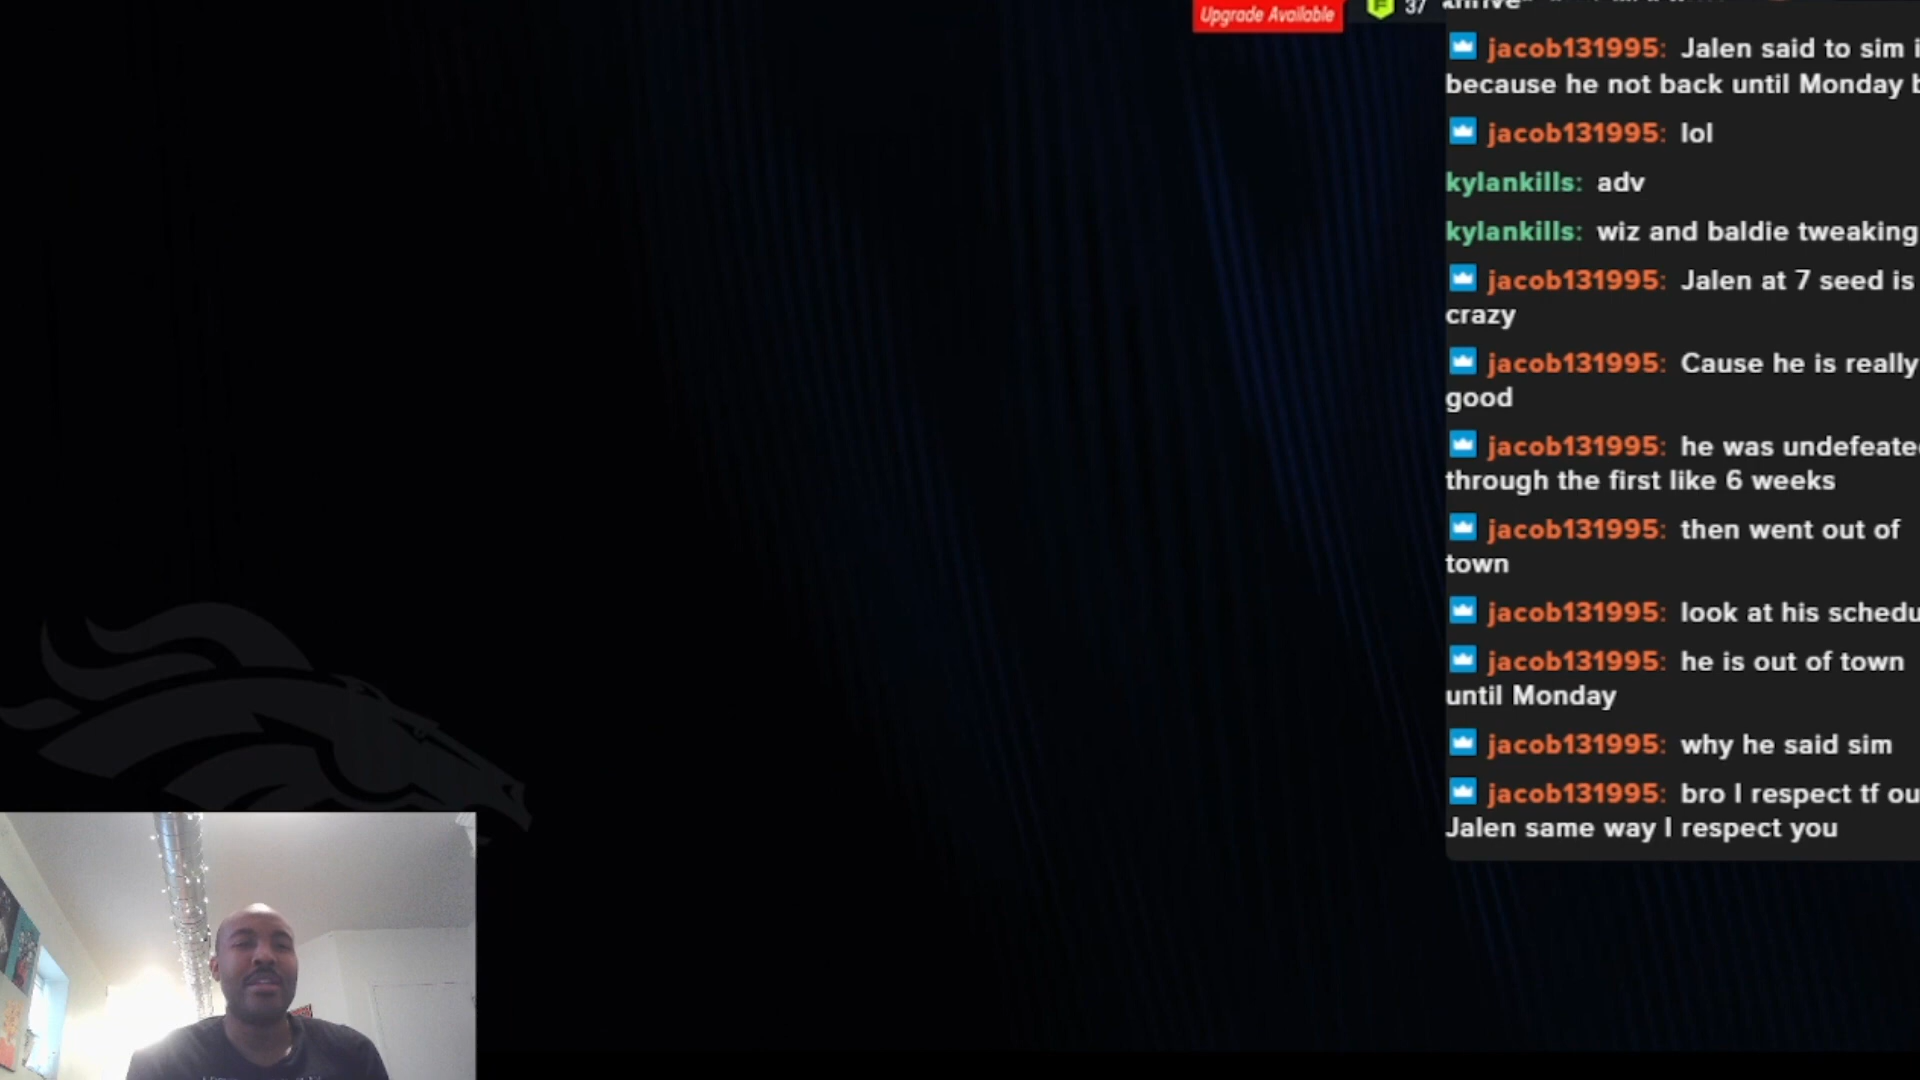 Upgrade Available
37
jacob131995: Jalen said to sim i
because he not back until Monday b
jacob131995: lol
kylankills: adv
kylankills: wiz and baldie tweaking
jacob131995: Jalen at 7 seed is
crazy
jacob131995: Cause he is really
good
jacob131995: he was undefeated
through the first like 6 weeks
jacob131995: then went out of
town
jacob131995: look at his schedu
jacob131995: he is out of town
until Monday
jacob131995: why he said sim
jacob131995: bro I respect tf ou
Jalen same way I respect you